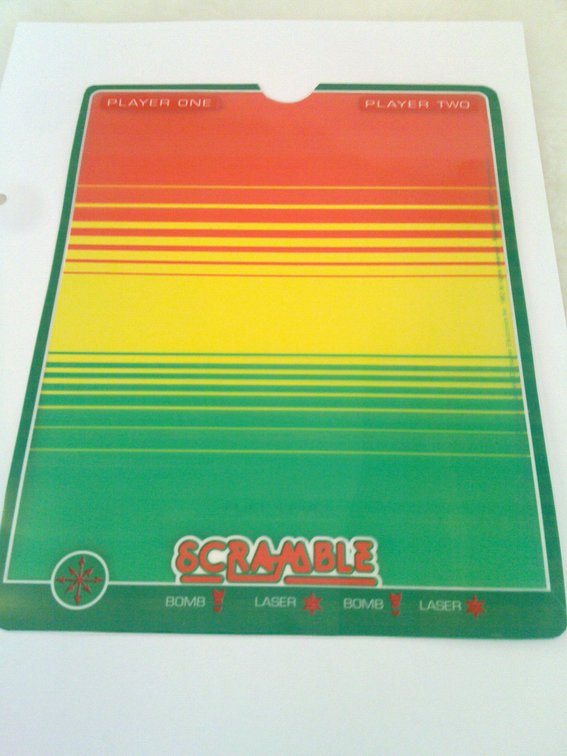 PLAYER ONE
PLAYER TWO
SCRAMBLE
BOMB LASER BOMB LASER